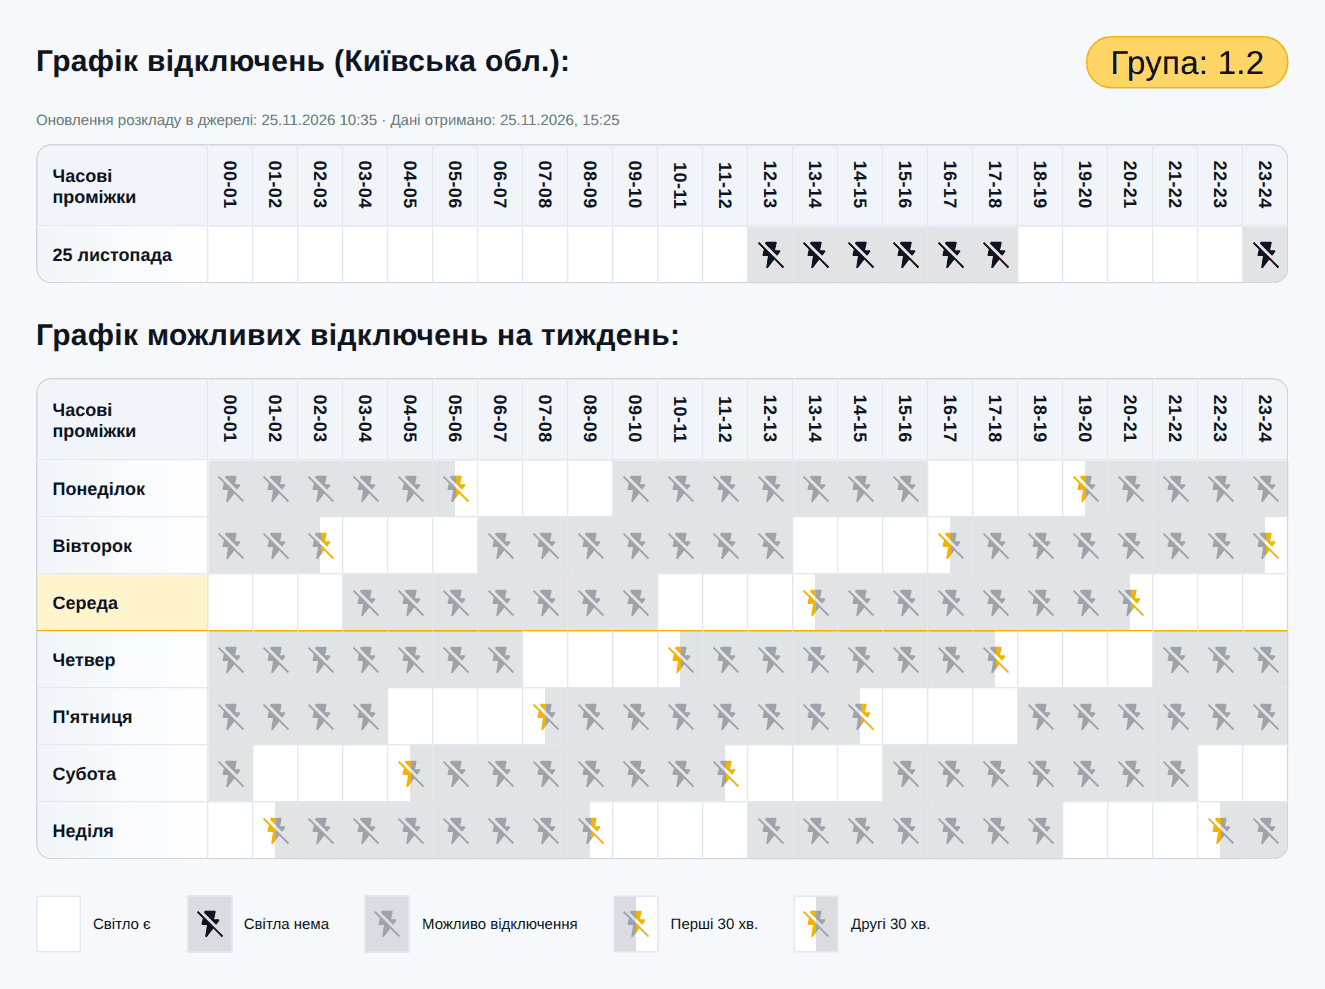 Графік відключень (Київська обл.):
Група: 1.2
Оновлення розкладу в джерелі: 25.11.2026 10:35 · Дані отримано: 25.11.2026, 15:25
Часові
проміжки
00-01 01-02 02-03 03-04 04-05 05-06 06-07 07-08 08-09 09-10 10-11 11-12 12-13 13-14 14-15 15-16 16-17 17-18 18-19 19-20 20-21 21-22 22-23 23-24
25 листопада
Графік можливих відключень на тиждень:
Часові
проміжки
00-01 01-02 02-03 03-04 04-05 05-06 06-07 07-08 08-09 09-10 10-11 11-12 12-13 13-14 14-15 15-16 16-17 17-18 18-19 19-20 20-21 21-22 22-23 23-24
Понеділок
Вівторок
Середа
Четвер
П'ятниця
Субота
Неділя
Світло є
Світла нема
Можливо відключення
Перші 30 хв.
Другі 30 хв.